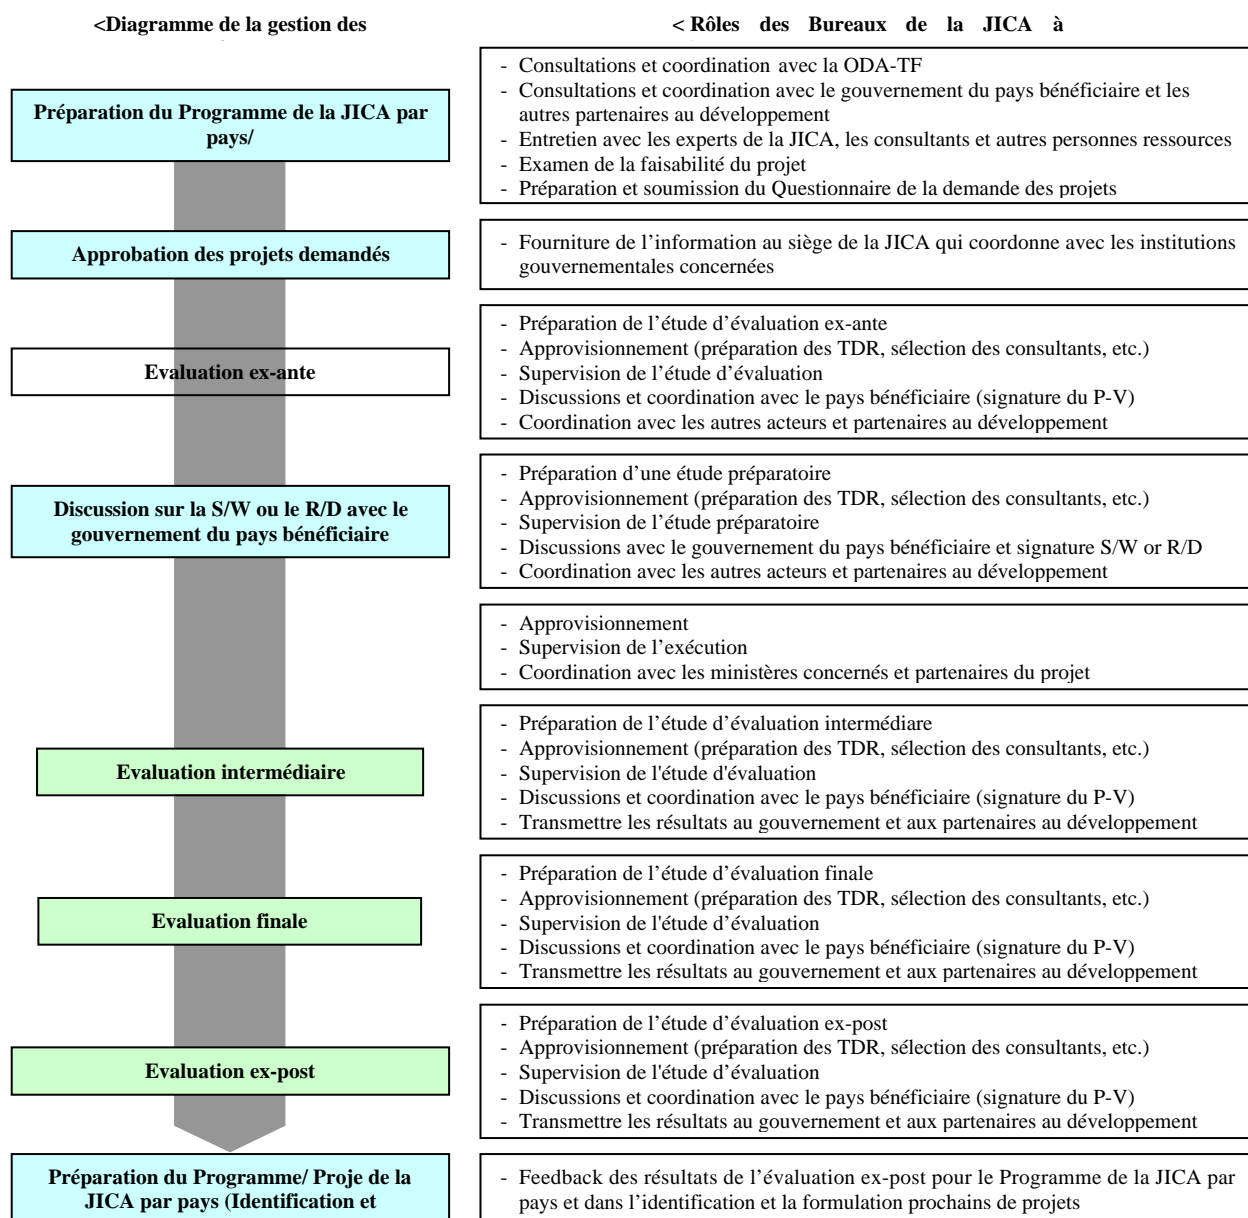 <Diagramme de la gestion des
< Rôles des Bureaux de la JICA à
Préparation du Programme de la JICA par
pays/
- Consultations et coordination avec la ODA-TF
- Consultations et coordination avec le gouvernement du pays bénéficiaire et les
autres partenaires au développement
- Entretien avec les experts de la JICA, les consultants et autres personnes ressources
- Examen de la faisabilité du projet
- Préparation et soumission du Questionnaire de la demande des projets
Approbation des projets demandés
- Fourniture de l’information au siège de la JICA qui coordonne avec les institutions
gouvernementales concernées
Evaluation ex-ante
- Préparation de l’étude d’évaluation ex-ante
- Approvisionnement (préparation des TDR, sélection des consultants, etc.)
- Supervision de l’étude d’évaluation
- Discussions et coordination avec le pays bénéficiaire (signature du P-V)
- Coordination avec les autres acteurs et partenaires au développement
Discussion sur la S/W ou le R/D avec le
gouvernement du pays bénéficiaire
- Préparation d’une étude préparatoire
- Approvisionnement (préparation des TDR, sélection des consultants, etc.)
- Supervision de l’étude préparatoire
- Discussions avec le gouvernement du pays bénéficiaire et signature S/W or R/D
- Coordination avec les autres acteurs et partenaires au développement
- Approvisionnement
- Supervision de l’exécution
- Coordination avec les ministères concernés et partenaires du projet
Evaluation intermédiaire
- Préparation de l’étude d’évaluation intermédiare
- Approvisionnement (préparation des TDR, sélection des consultants, etc.)
- Supervision de l'étude d'évaluation
- Discussions et coordination avec le pays bénéficiaire (signature du P-V)
- Transmettre les résultats au gouvernement et aux partenaires au développement
Evaluation finale
- Préparation de l’étude d’évaluation finale
- Approvisionnement (préparation des TDR, sélection des consultants, etc.)
- Supervision de l'étude d’évaluation
- Discussions et coordination avec le pays bénéficiaire (signature du P-V)
- Transmettre les résultats au gouvernement et aux partenaires au développement
Evaluation ex-post
- Préparation de l’étude d’évaluation ex-post
- Approvisionnement (préparation des TDR, sélection des consultants, etc.)
- Supervision de l'étude d’évaluation
- Discussions et coordination avec le pays bénéficiaire (signature du P-V)
- Transmettre les résultats au gouvernement et aux partenaires au développement
Préparation du Programme/ Proje de la
JICA par pays (Identification et
- Feedback des résultats de l’évaluation ex-post pour le Programme de la JICA par
pays et dans l’identification et la formulation prochains de projets